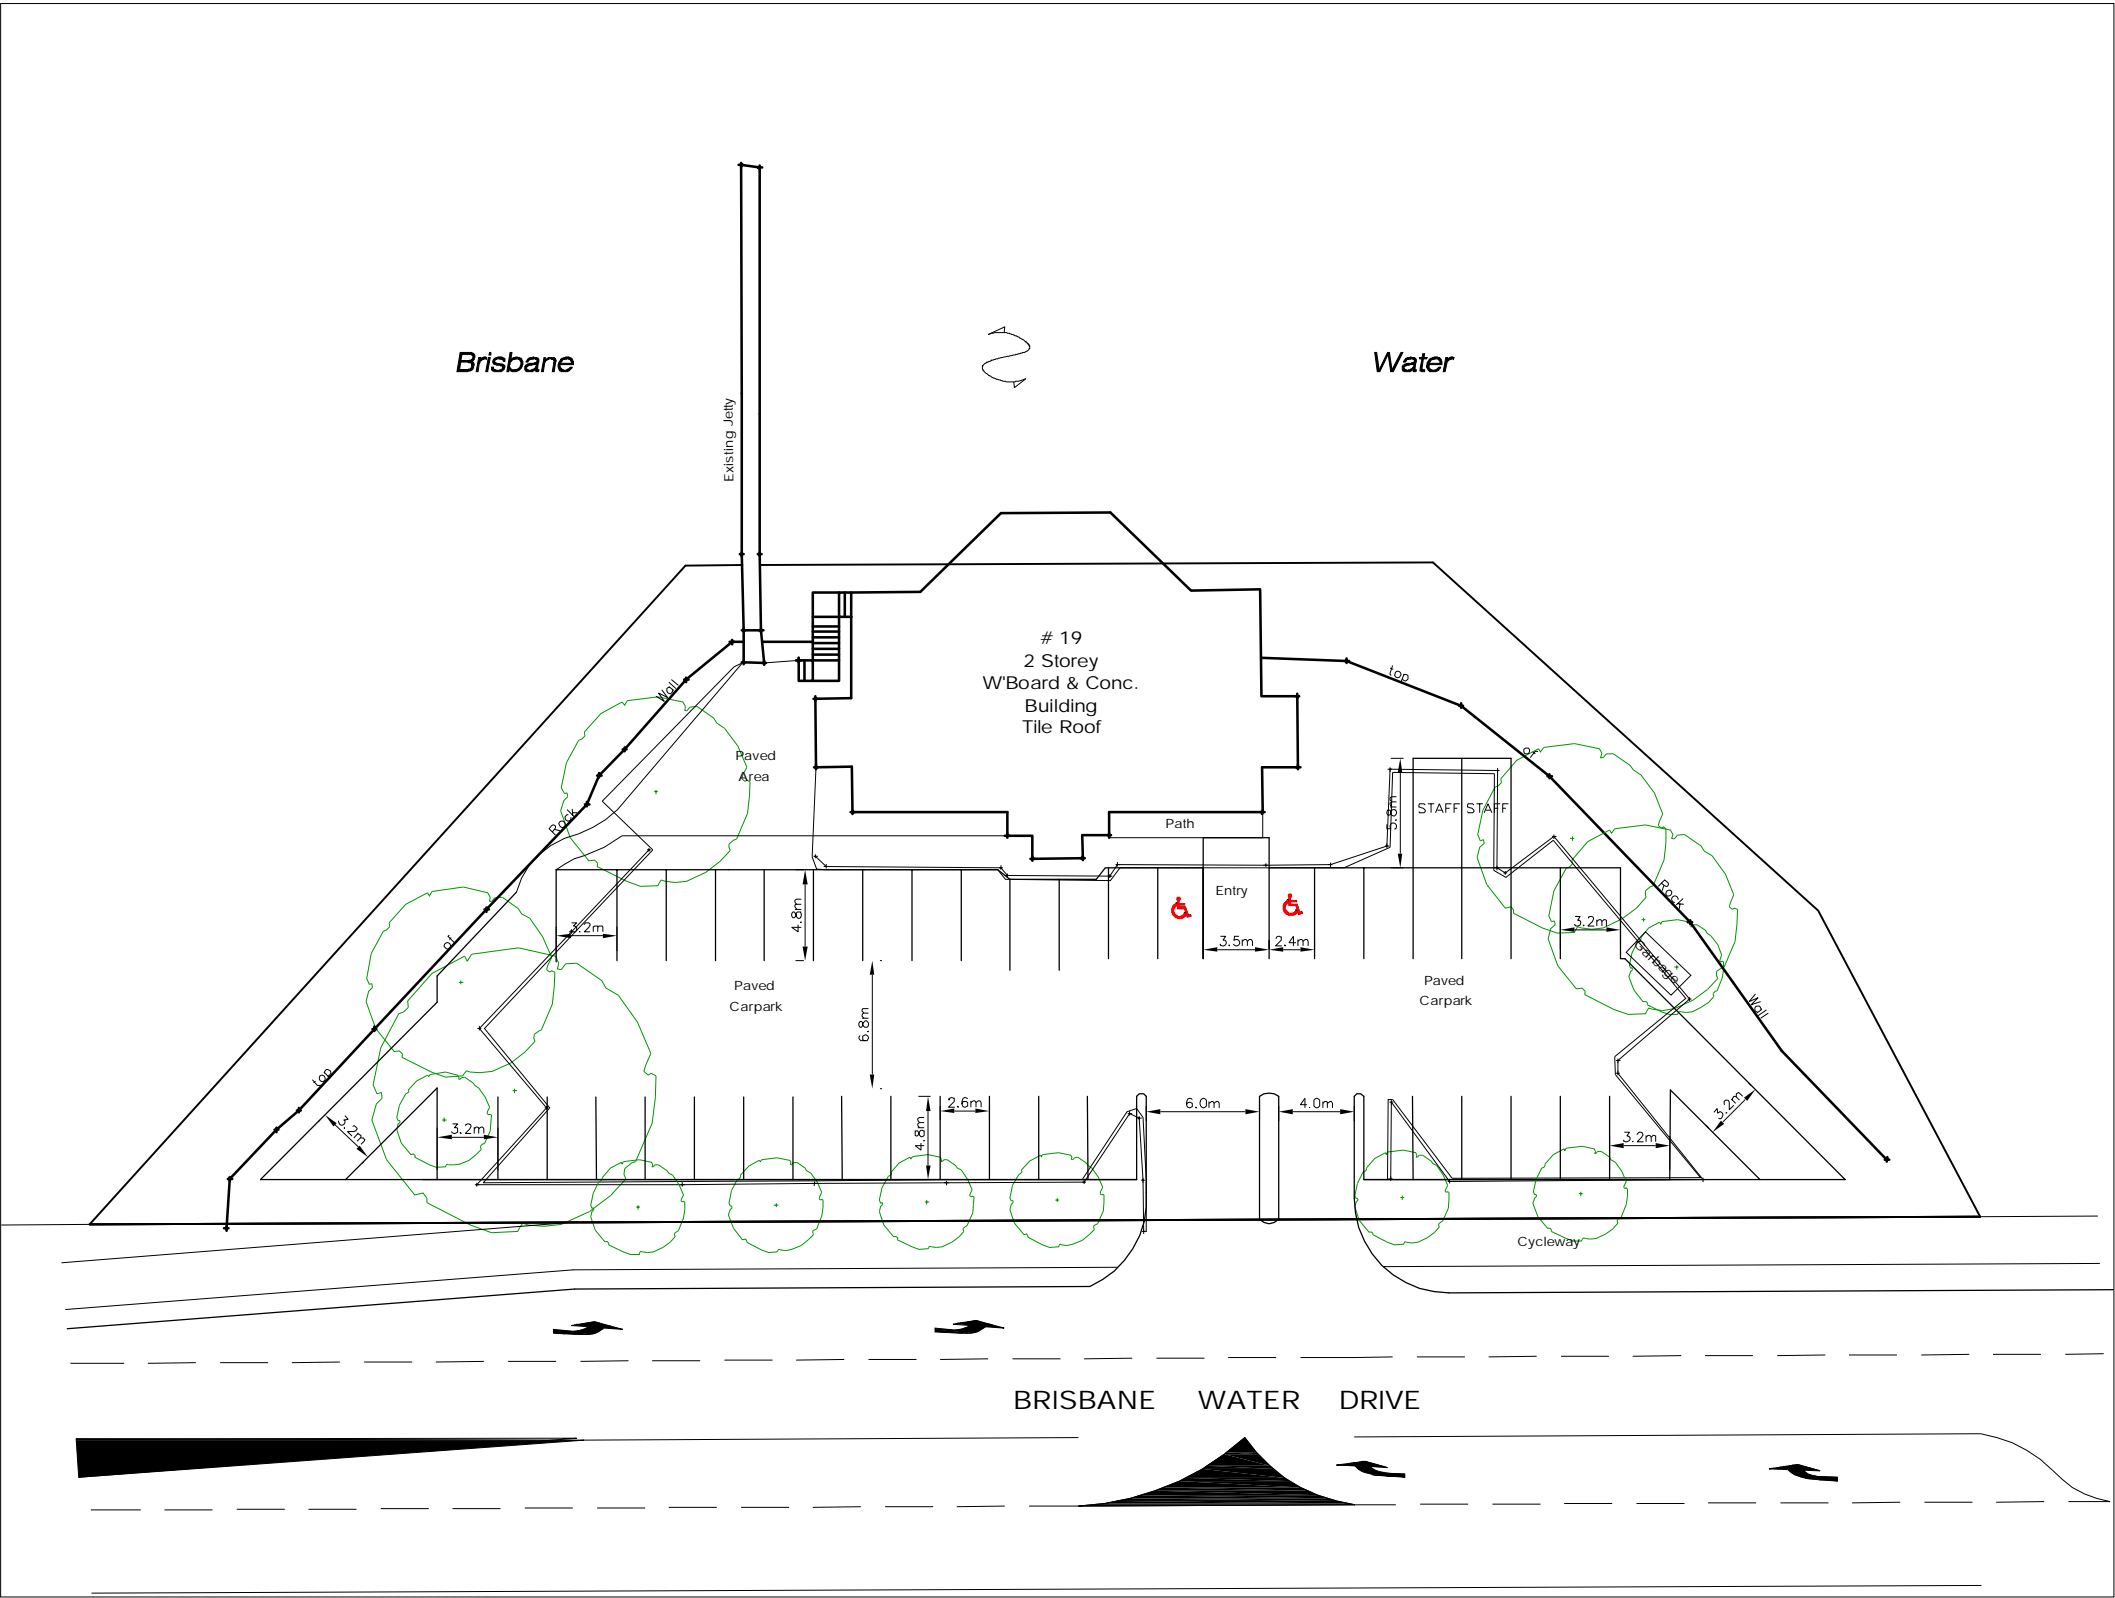 Brisbane
Water
Existing Jetty
# 19
2 Storey
W'Board & Conc.
Building
Tile Roof
top
of
Rock
Wall
Wall
Rock
of
top
Paved
Area
Path
STAFF
STAFF
5.8m
Entry
4.8m
3.2m
3.5m
2.4m
3.2m
Garbage
Paved
Carpark
Paved
Carpark
6.8m
3.2m
3.2m
4.8m
2.6m
6.0m
4.0m
3.2m
3.2m
Cycleway
BRISBANE WATER DRIVE